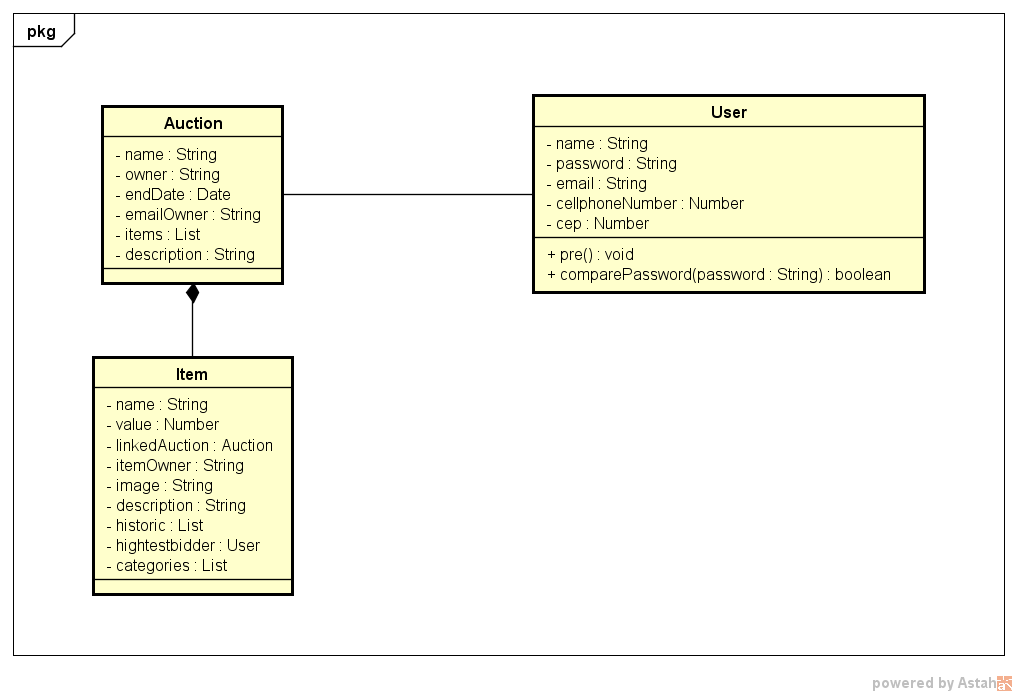 pkg
Auction
- name : String
- owner : String
- endDate : Date
- emailOwner : String
- items : List
- description : String
User
- name : String
- password : String
- email : String
- cellphoneNumber : Number
- cep : Number
+ pre() : void
+ comparePassword(password : String) : boolean
Item
- name : String
- value : Number
- linkedAuction : Auction
- itemOwner : String
- image : String
- description : String
- historic : List
- hightestbidder : User
- categories : List
powered by Astah